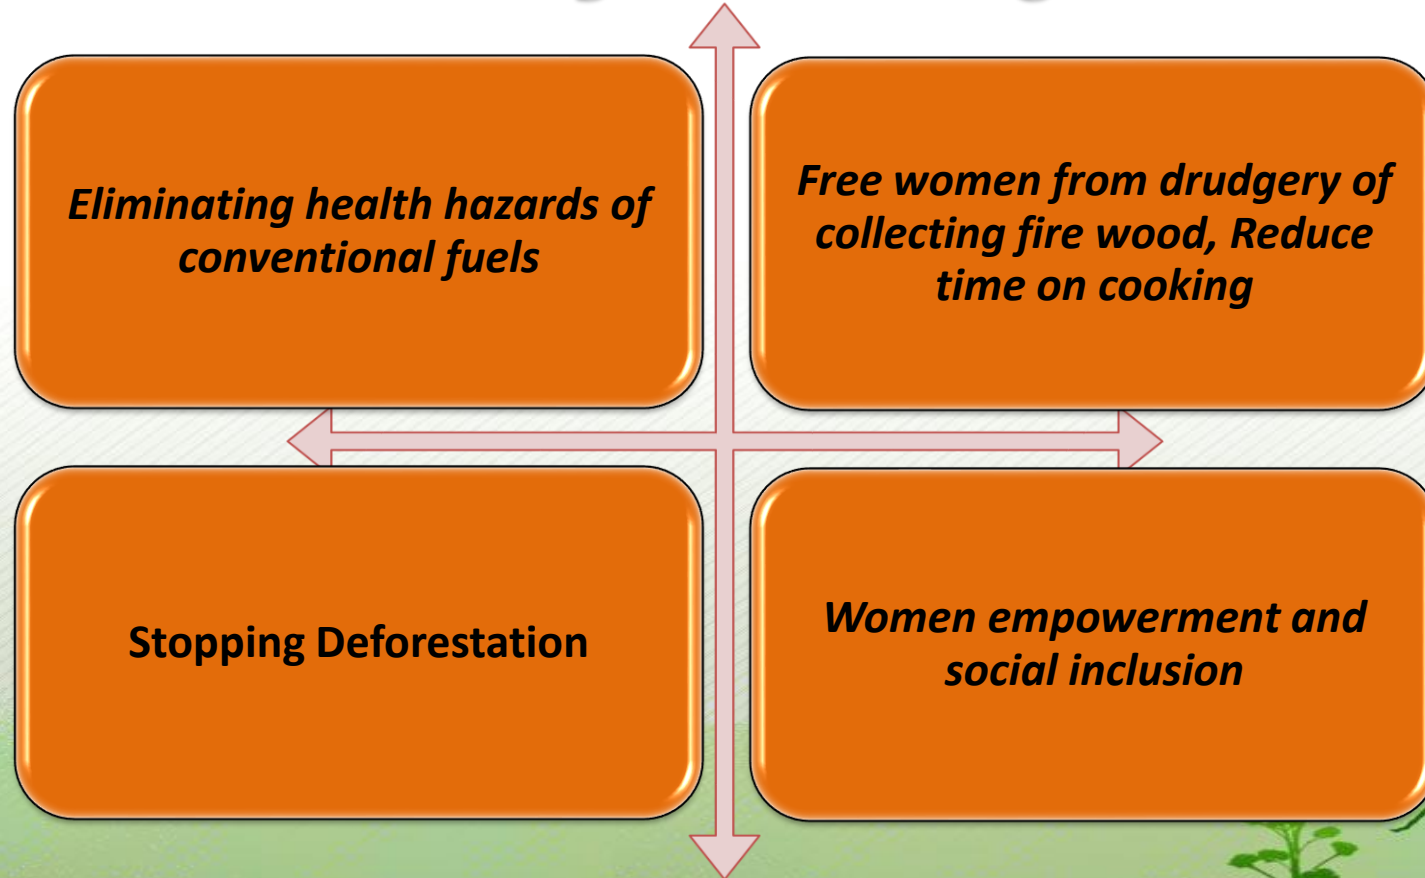 Eliminating health hazards of
conventional fuels
Free women from drudgery of
collecting fire wood, Reduce
time on cooking
Stopping Deforestation
Women empowerment and
social inclusion